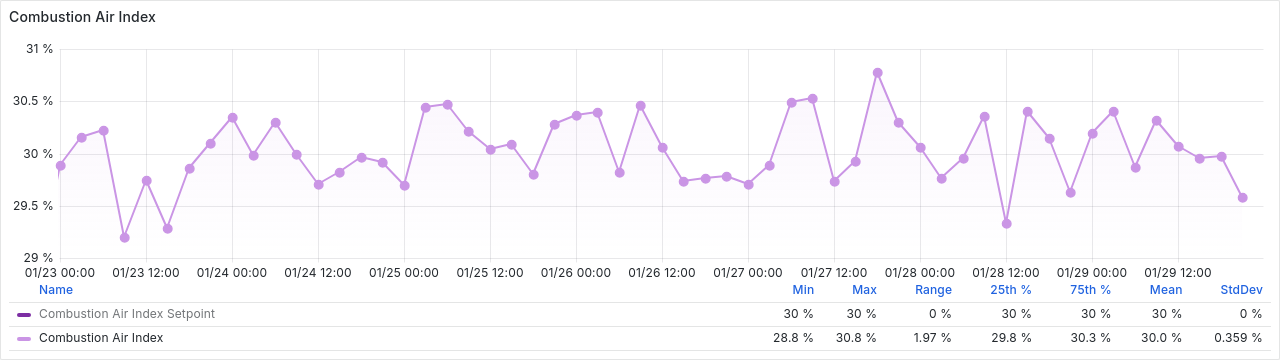 Combustion Air Index
31 %
30.5 %
30 %
29.5 %
29 %
01/23 00:00 01/23 12:00 01/24 00:00 01/24 12:00 01/25 00:00 01/25 12:00 01/26 00:00 01/26 12:00 01/27 00:00 01/27 12:00 01/28 00:00 01/28 12:00 01/29 00:00 01/29 12:00
Name Min Max Range 25th % 75th % Mean StdDev
Combustion Air Index Setpoint 30 % 30 % 0 % 30 % 30 % 30 % 0 %
Combustion Air Index 28.8 % 30.8 % 1.97 % 29.8 % 30.3 % 30.0 % 0.359 %